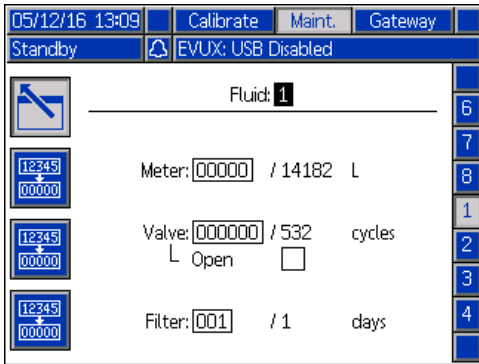 05/12/16 13:09 Calibrate Maint. Gateway
Standby EVUX: USB Disabled
Fluid: 1
6
7
12345
00000
Meter: 00000 / 14182 L
8
1
12345
00000
Valve: 000000 / 532 cycles
2
Open
3
12345
00000
Filter: 001 / 1 days
4